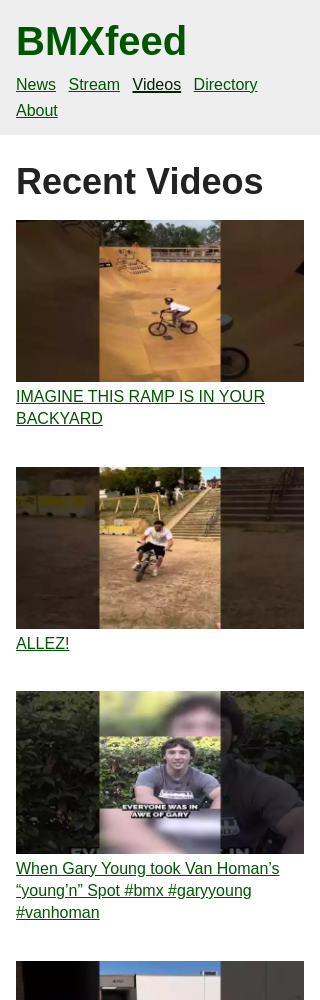 BMXfeed
News Stream Videos Directory
About
Recent Videos
IMAGINE THIS RAMP IS IN YOUR
BACKYARD
ALLEZ!
EVERYONE WAS IN
AWE OF GARY
When Gary Young took Van Homan’s
“young’n” Spot #bmx #garyyoung
#vanhoman